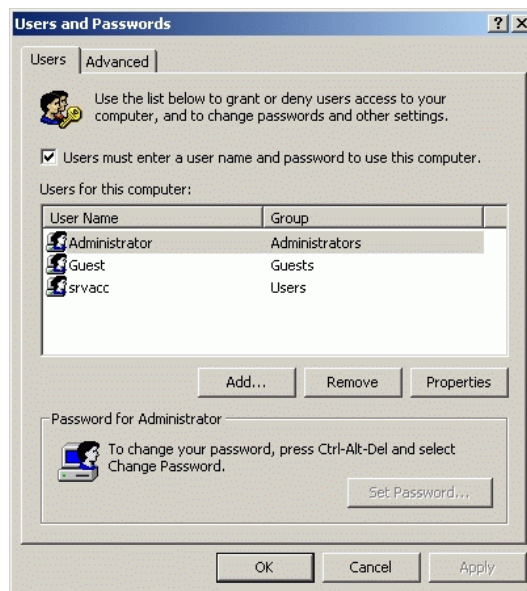 Users and Passwords
Users Advanced
Use the list below to grant or deny users access to your
computer, and to change passwords and other settings.
Users must enter a user name and password to use this computer.
Users for this computer:
User Name Group
Administrator Administrators
Guest Guests
srvacc Users
Add... Remove Properties
Password for Administrator
To change your password, press Ctrl-Alt-Del and select
Change Password.
Set Password...
OK Cancel Apply